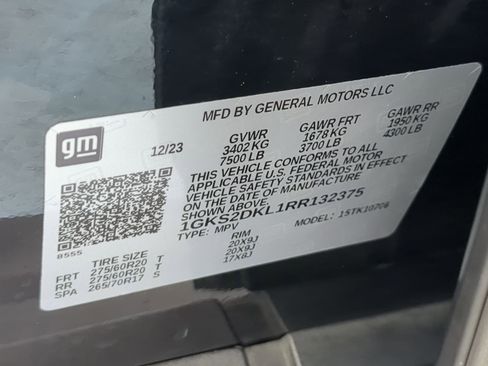 MFD BY GENERAL MOTORS LLC
gm
12/23
GVWR GAWR FRT GAWR RR
3402 KG 1678 KG 1950 KG
7500 LB 3700 LB 4300 LB
THIS VEHICLE CONFORMS TO ALL
APPLICABLE U.S. FEDERAL MOTOR
VEHICLE SAFETY STANDARDS IN EFFECT
ON THE DATE OF MANUFACTURE
SHOWN ABOVE.
1GKS2DKL1RR132375
TYPE: MPV MODEL: 15TK10706
8555
TIRE SIZE RIM
FRT 275/60R20 T 20X9J
RR 275/60R20 T 20X9J
SPA 265/70R17 S 17X8J